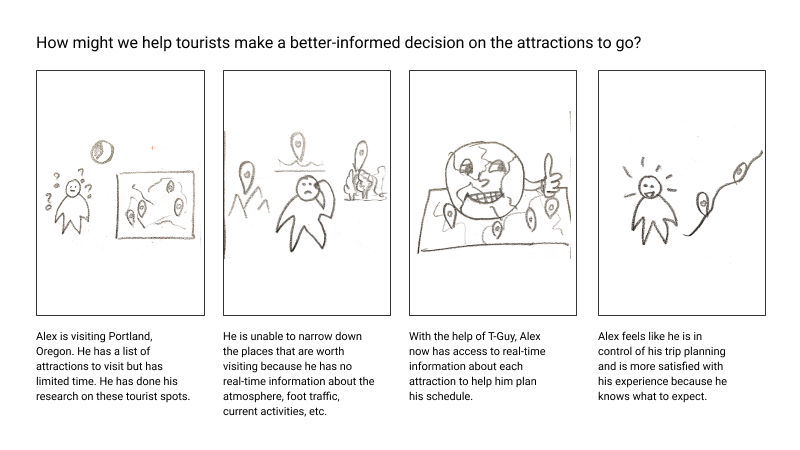 How might we help tourists make a better-informed decision on the attractions to go?
Alex is visiting Portland,
Oregon. He has a list of
attractions to visit but has
limited time. He has done his
research on these tourist spots.
He is unable to narrow down
the places that are worth
visiting because he has no
real-time information about the
atmosphere, foot traffic,
current activities, etc.
With the help of T-Guy, Alex
now has access to real-time
information about each
attraction to help him plan
his schedule.
Alex feels like he is in
control of his trip planning
and is more satisfied with
his experience because he
knows what to expect.